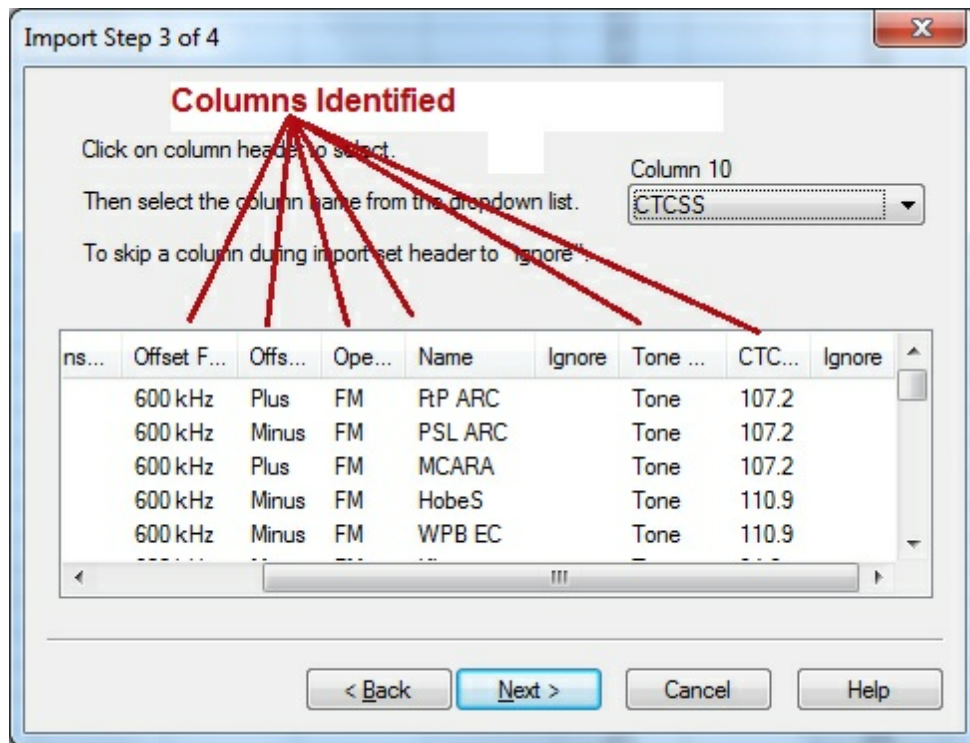 Import Step 3 of 4
Columns Identified
Click on column header to select.
Column 10
Then select the column name from the dropdown list.
CTCSS
To skip a column during import set header to "Ignore".
ns... Offset F... Offs... Ope... Name Ignore Tone ... CTC... Ignore
600 kHz Plus FM FtP ARC Tone 107.2
600 kHz Minus FM PSL ARC Tone 107.2
600 kHz Plus FM MCARA Tone 107.2
600 kHz Minus FM HobeS Tone 110.9
600 kHz Minus FM WPB EC Tone 110.9
< Back Next > Cancel Help